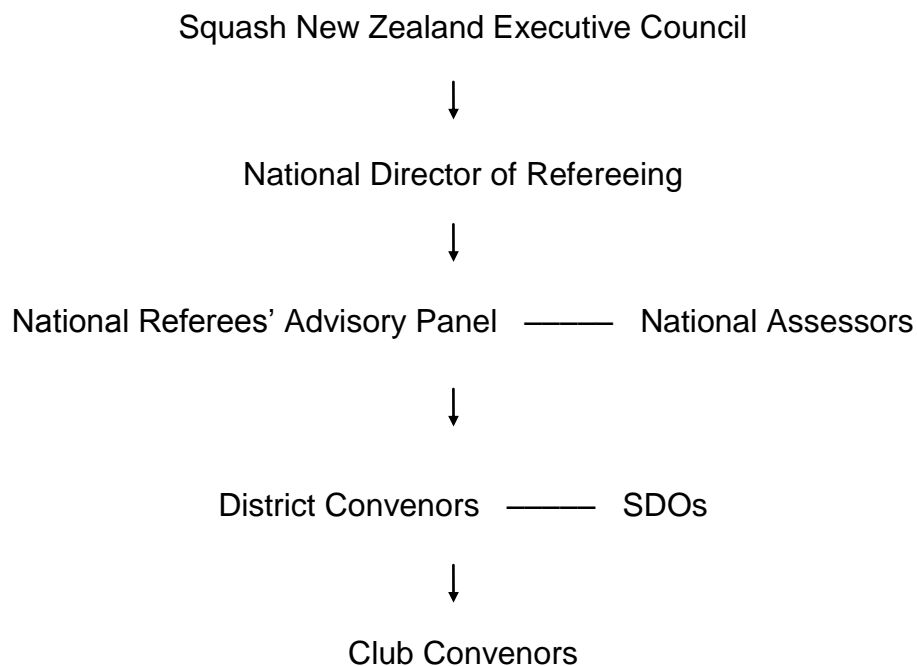 Squash New Zealand Executive Council
National Director of Refereeing
National Referees’ Advisory Panel ––––– National Assessors
District Convenors ––––– SDOs
Club Convenors